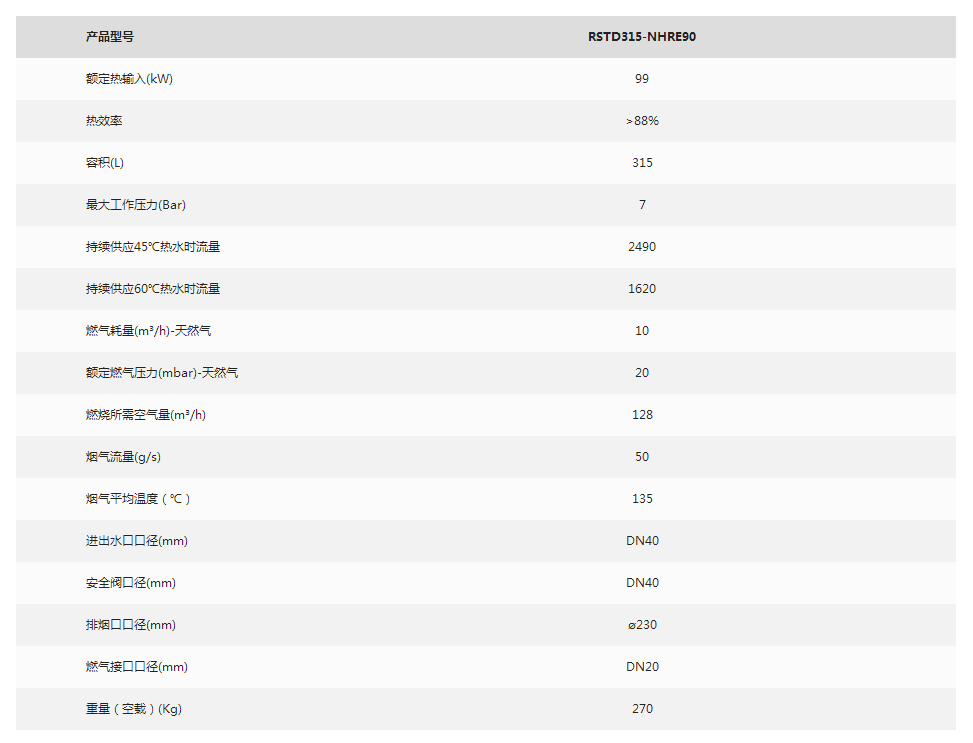 产品型号 RSTD315-NHRE90
额定热输入(kW) 99
热效率 >88%
容积(L) 315
最大工作压力(Bar) 7
持续供应45℃热水时流量 2490
持续供应60℃热水时流量 1620
燃气耗量(m³/h)-天然气 10
额定燃气压力(mbar)-天然气 20
燃烧所需空气量(m³/h) 128
烟气流量(g/s) 50
烟气平均温度（℃） 135
进出水口口径(mm) DN40
安全阀口径(mm) DN40
排烟口口径(mm) ø230
燃气接口口径(mm) DN20
重量（空载）(Kg) 270